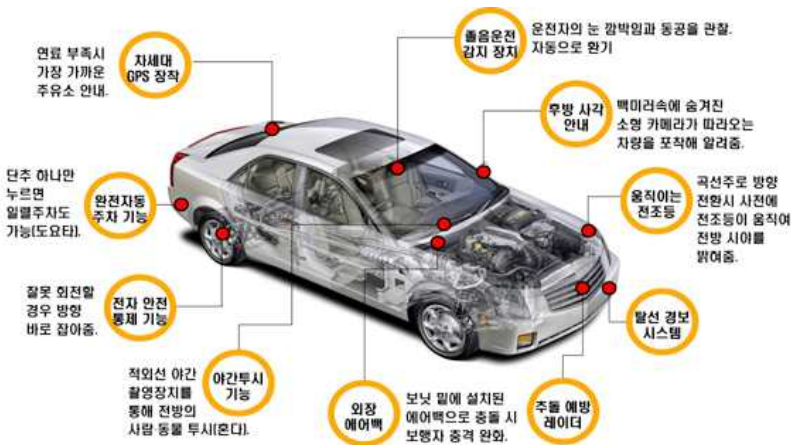 연료 부족시
가장 가까운
주유소 안내.
차세대
GPS 장착
졸음운전
감지 장치
운전자의 눈 깜박임과 동공을 관찰.
자동으로 환기
후방 사각
안내
백미러속에 숨겨진
소형 카메라가 따라오는
차량을 포착해 알려줌.
단추 하나만
누르면
일렬주차도
가능(도요타).
완전자동
주차 기능
움직이는
전조등
곡선주로 방향
전환시 사전에
전조등이 움직여
전방 시야를
밝혀줌.
잘못 회전할
경우 방향
바로 잡아줌.
전자 안전
통제 기능
탈선 경보
시스템
적외선 야간
촬영장치를
통해 전방의
사람·동물 투시(혼다).
야간투시
기능
외장
에어백
보닛 밑에 설치된
에어백으로 충돌 시
보행자 충격 완화.
추돌 예방
레이더